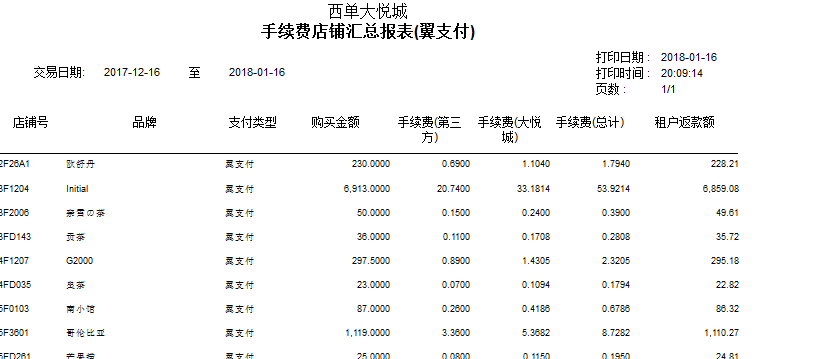 西单大悦城
手续费店铺汇总报表(翼支付)
打印日期： 2018-01-16
交易日期: 2017-12-16 至 2018-01-16
打印时间： 20:09:14
页数： 1/1
店铺号 品牌 支付类型 购买金额 手续费(第三方) 手续费(大悦城) 手续费(总计) 租户返款额
2F26A1 欧舒丹 翼支付 230.0000 0.6900 1.1040 1.7940 228.21
3F1204 Initial 翼支付 6,913.0000 20.7400 33.1814 53.9214 6,859.08
3F2006 奈雪の茶 翼支付 50.0000 0.1500 0.2400 0.3900 49.61
3FD143 贡茶 翼支付 36.0000 0.1100 0.1708 0.2808 35.72
4F1207 G2000 翼支付 297.5000 0.8900 1.4305 2.3205 295.18
4FD035 皇茶 翼支付 23.0000 0.0700 0.1094 0.1794 22.82
5F0103 南小馆 翼支付 87.0000 0.2600 0.4186 0.6786 86.32
5F3601 哥伦比亚 翼支付 1,119.0000 3.3600 5.3682 8.7282 1,110.27
翼支付 25.0000 0.0800 0.1150 0.1950 24.81